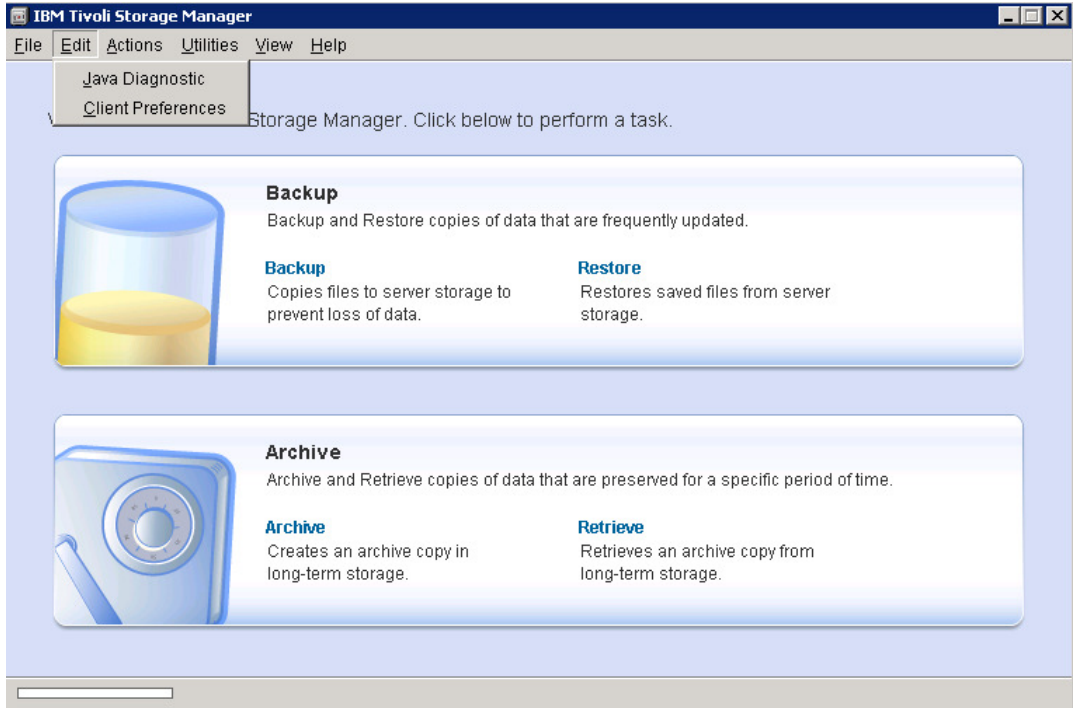 IBM Tivoli Storage Manager
File Edit Actions Utilities View Help
Java Diagnostic
Client Preferences
Storage Manager. Click below to perform a task.
Backup
Backup and Restore copies of data that are frequently updated.
Backup
Copies files to server storage to
prevent loss of data.
Restore
Restores saved files from server
storage.
Archive
Archive and Retrieve copies of data that are preserved for a specific period of time.
Archive
Creates an archive copy in
long-term storage.
Retrieve
Retrieves an archive copy from
long-term storage.